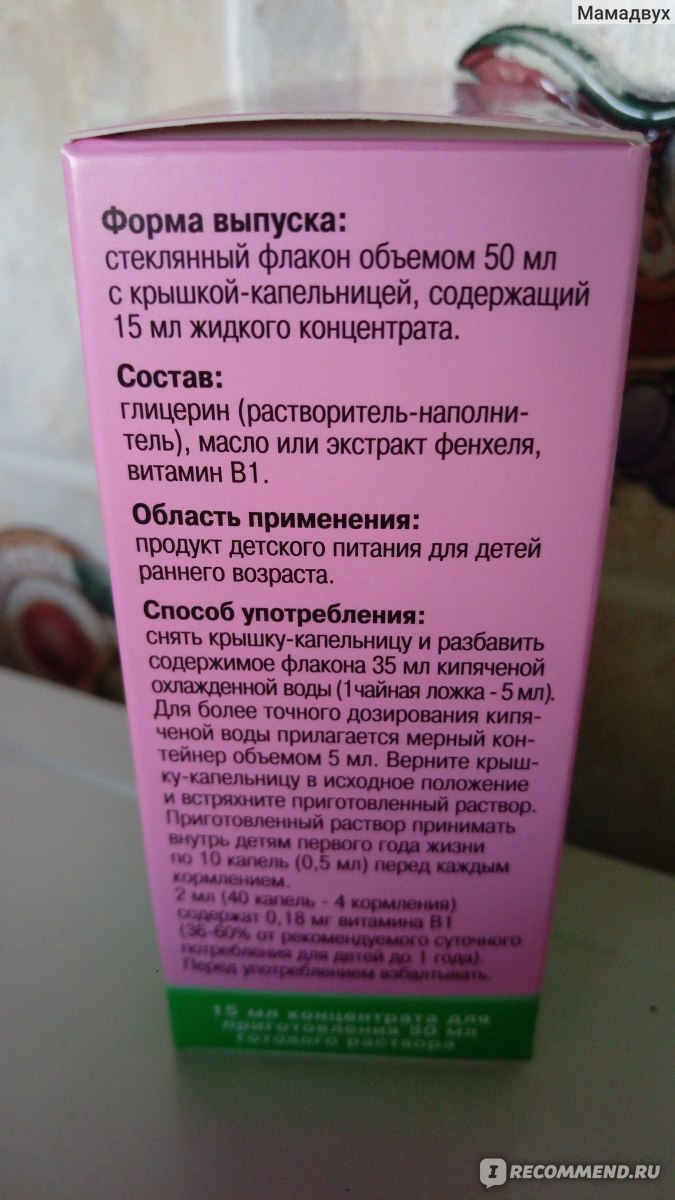 Мамадвух
Форма выпуска:
стеклянный флакон объемом 50 мл
с крышкой-капельницей, содержащий
15 мл жидкого концентрата.
Состав:
глицерин (растворитель-наполни-
тель), масло или экстракт фенхеля,
витамин В1.
Область применения:
продукт детского питания для детей
раннего возраста.
Способ употребления:
снять крышку-капельницу и разбавить
содержимое флакона 35 мл кипяченой
охлажденной воды (1чайная ложка - 5 мл).
Для более точного дозирования кипя-
ченой воды прилагается мерный кон-
тейнер объемом 5 мл. Верните крыш-
ку-капельницу в исходное положение
и встряхните приготовленный раствор.
Приготовленный раствор принимать
внутрь детям первого года жизни
по 10 капель (0,5 мл) перед каждым
кормлением.
2 мл (40 капель - 4 кормления)
содержат 0,18 мг витамина В1
(36-60% от рекомендуемого суточного
потребления для детей до 1 года).
Перед употреблением взбалтывать.
15 мл концентрата для
приготовления 50 мл
готового раствора
IRECOMMEND.RU